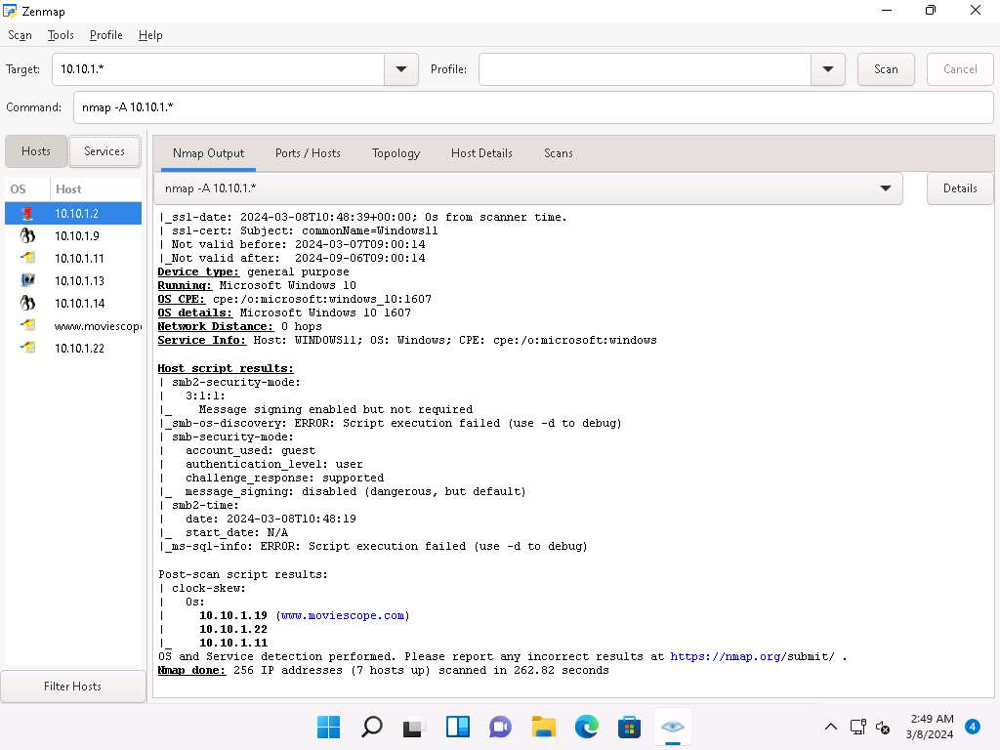 Zenmap
Scan Tools Profile Help
Target: 10.10.1.* Profile: Scan Cancel
Command: nmap -A 10.10.1.*
Hosts Services
Nmap Output Ports / Hosts Topology Host Details Scans
OS Host
nmap -A 10.10.1.* Details
10.10.1.2
10.10.1.9
10.10.1.11
10.10.1.13
10.10.1.14
www.moviescope
10.10.1.22
Filter Hosts
|_ssl-date: 2024-03-08T10:48:39+00:00; 0s from scanner time.
| ssl-cert: Subject: commonName=Windows11
| Not valid before: 2024-03-07T09:00:14
|_Not valid after:  2024-09-06T09:00:14
Device type: general purpose
Running: Microsoft Windows 10
OS CPE: cpe:/o:microsoft:windows_10:1607
OS details: Microsoft Windows 10 1607
Network Distance: 0 hops
Service Info: Host: WINDOWS11; OS: Windows; CPE: cpe:/o:microsoft:windows
Host script results:
| smb2-security-mode:
|   3:1:1:
|_    Message signing enabled but not required
|_smb-os-discovery: ERROR: Script execution failed (use -d to debug)
| smb-security-mode:
|   account_used: guest
|   authentication_level: user
|   challenge_response: supported
|_  message_signing: disabled (dangerous, but default)
| smb2-time:
|   date: 2024-03-08T10:48:19
|_  start_date: N/A
|_ms-sql-info: ERROR: Script execution failed (use -d to debug)
Post-scan script results:
| clock-skew:
|   0s:
|     10.10.1.19 (www.moviescope.com)
|     10.10.1.22
|_    10.10.1.11
OS and Service detection performed. Please report any incorrect results at https://nmap.org/submit/ .
Nmap done: 256 IP addresses (7 hosts up) scanned in 262.82 seconds
2:49 AM
3/8/2024
4